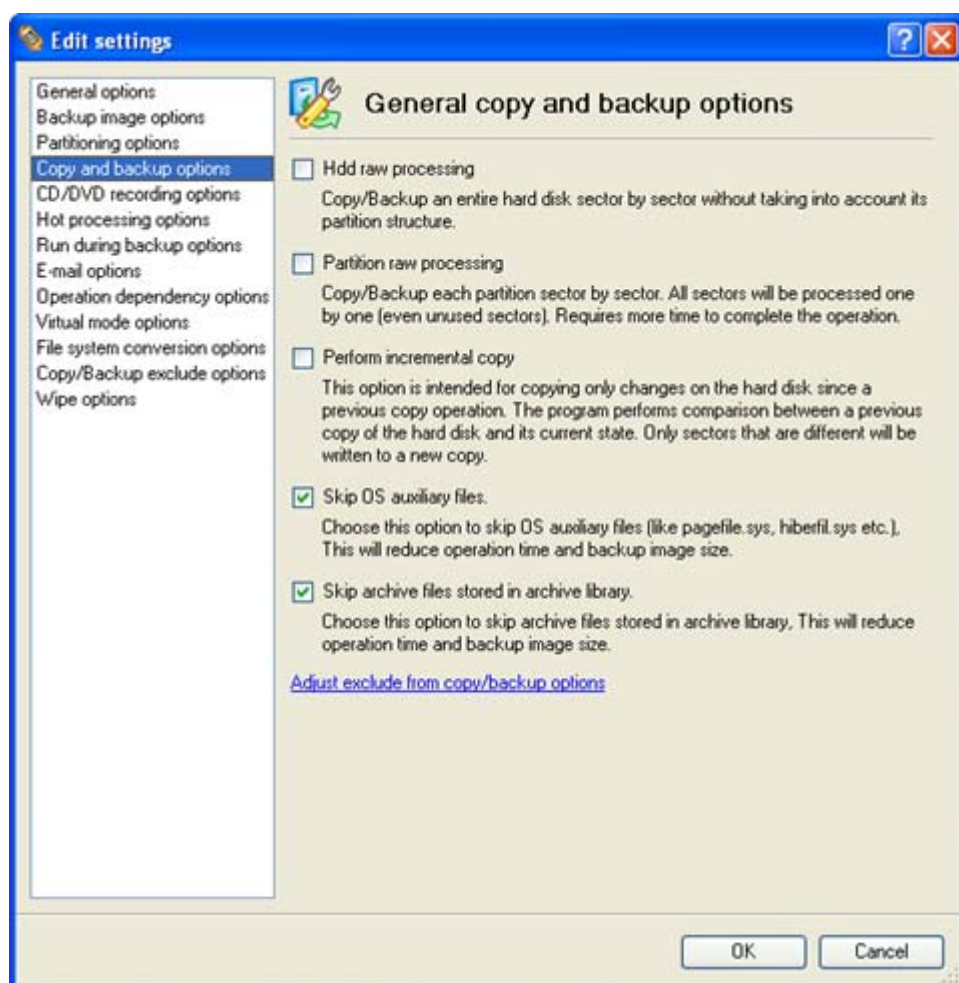 Edit settings
General options
Backup image options
Partitioning options
Copy and backup options
CD/DVD recording options
Hot processing options
Run during backup options
E-mail options
Operation dependency options
Virtual mode options
File system conversion options
Copy/Backup exclude options
Wipe options
General copy and backup options
Hdd raw processing
Copy/Backup an entire hard disk sector by sector without taking into account its
partition structure.
Partition raw processing
Copy/Backup each partition sector by sector. All sectors will be processed one
by one (even unused sectors). Requires more time to complete the operation.
Perform incremental copy
This option is intended for copying only changes on the hard disk since a
previous copy operation. The program performs comparison between a previous
copy of the hard disk and its current state. Only sectors that are different will be
written to a new copy.
Skip OS auxiliary files.
Choose this option to skip OS auxiliary files (like pagefile.sys, hiberfil.sys etc.),
This will reduce operation time and backup image size.
Skip archive files stored in archive library.
Choose this option to skip archive files stored in archive library, This will reduce
operation time and backup image size.
Adjust exclude from copy/backup options
OK
Cancel